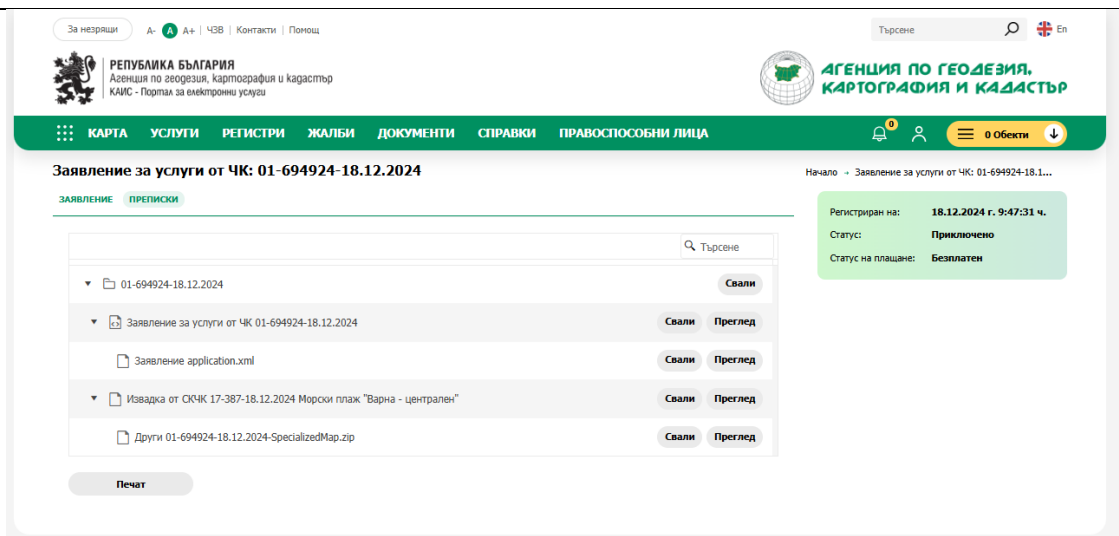 За незрящи
А- А А+ | ЧЗВ | Контакти | Помощ
Търсене
En
РЕПУБЛИКА БЪЛГАРИЯ
Агенция по геодезия, картография и кадастър
КАИС - Портал за електронни услуги
АГЕНЦИЯ ПО ГЕОДЕЗИЯ,
КАРТОГРАФИЯ И КАДАСТЪР
КАРТА УСЛУГИ РЕГИСТРИ ЖАЛБИ ДОКУМЕНТИ СПРАВКИ ПРАВОСПОСОБНИ ЛИЦА
0
0 Обекти
Заявление за услуги от ЧК: 01-694924-18.12.2024
Начало → Заявление за услуги от ЧК: 01-694924-18.1...
ЗАЯВЛЕНИЕ ПРЕПИСКИ
Регистриран на: 18.12.2024 г. 9:47:31 ч.
Статус: Приключено
Статус на плащане: Безплатен
Търсене
01-694924-18.12.2024 Свали
Заявление за услуги от ЧК 01-694924-18.12.2024 Свали Преглед
Заявление application.xml Свали Преглед
Извадка от СКЧК 17-387-18.12.2024 Морски плаж "Варна - централен" Свали Преглед
Други 01-694924-18.12.2024-SpecializedMap.zip Свали Преглед
Печат